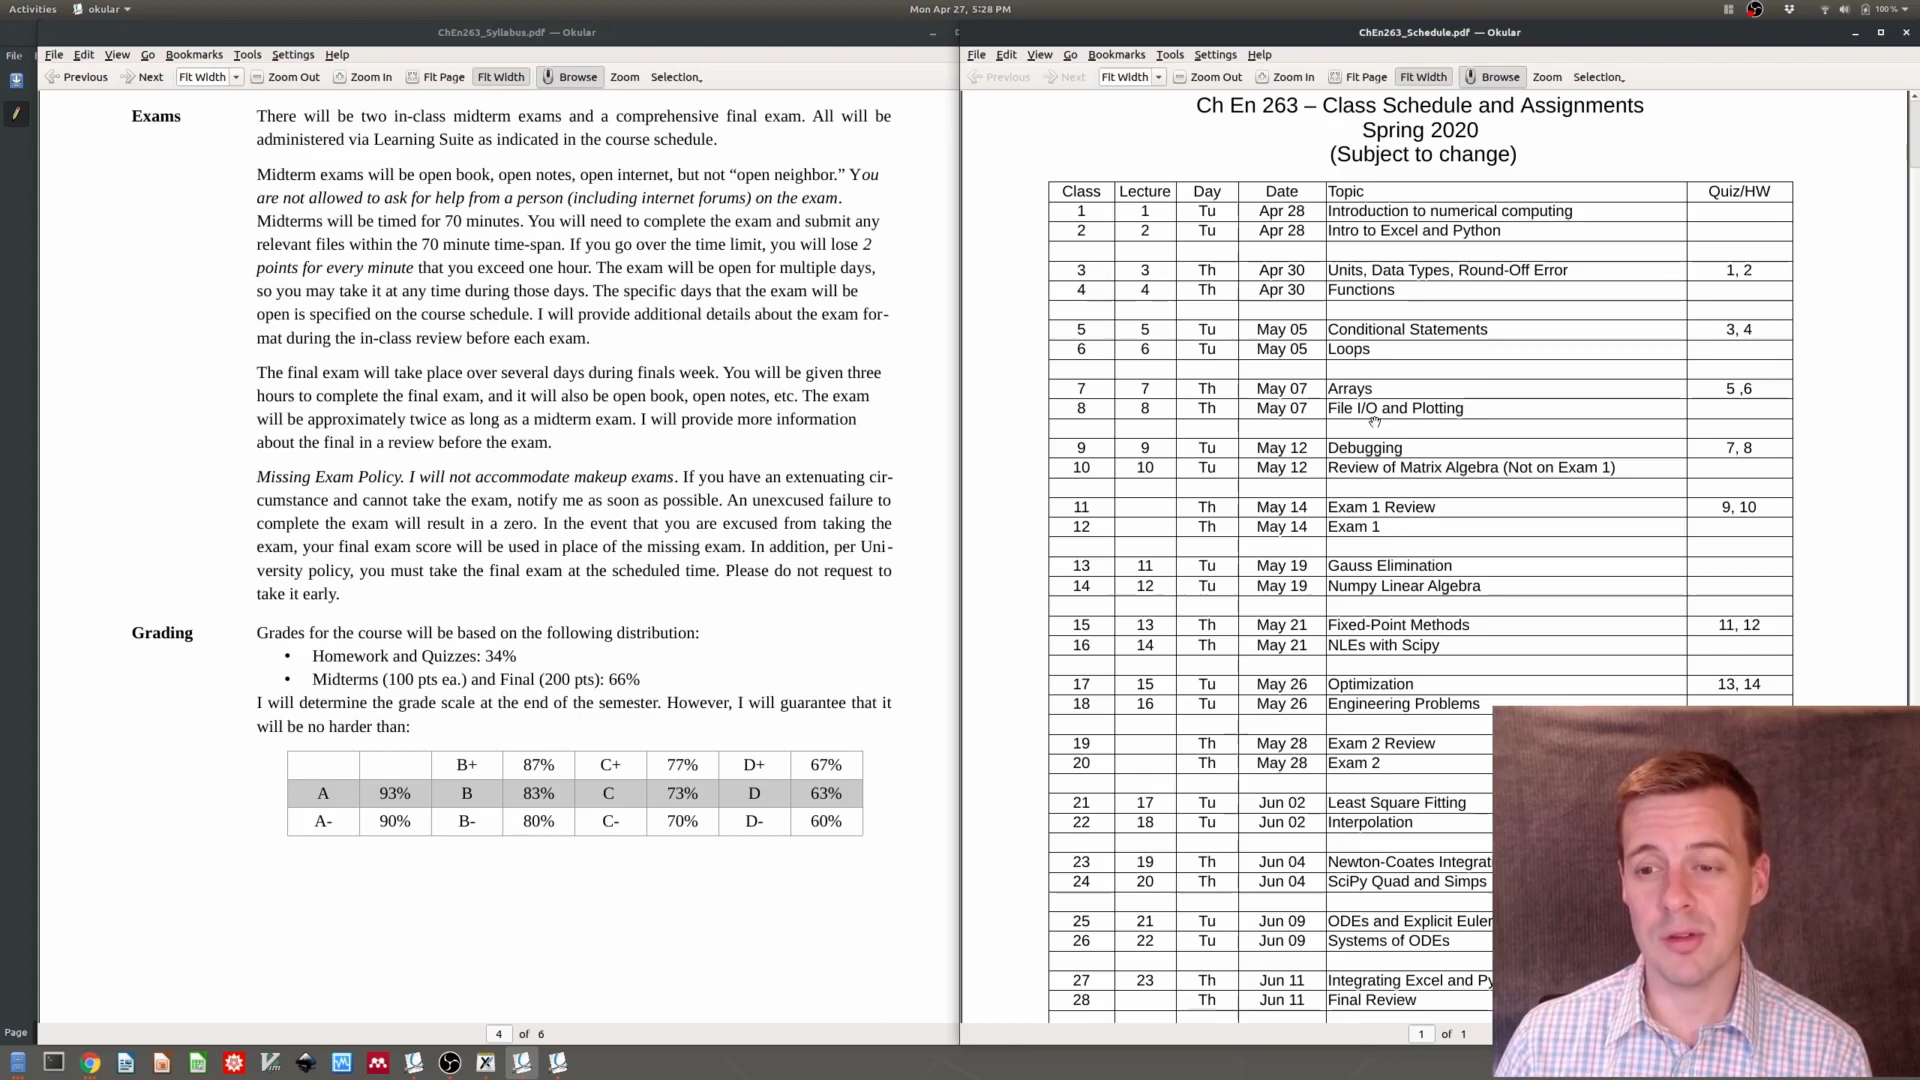 Activities okular Mon Apr 27, 5:28 PM 100 %
ChEn263_Syllabus.pdf — Okular
File
File Edit View Go Bookmarks Tools Settings Help
Previous Next Fit Width Zoom Out Zoom In Fit Page Fit Width Browse Zoom Selection
Exams
There will be two in-class midterm exams and a comprehensive final exam. All will be
administered via Learning Suite as indicated in the course schedule.
Midterm exams will be open book, open notes, open internet, but not “open neighbor.” You
are not allowed to ask for help from a person (including internet forums) on the exam.
Midterms will be timed for 70 minutes. You will need to complete the exam and submit any
relevant files within the 70 minute time-span. If you go over the time limit, you will lose 2
points for every minute that you exceed one hour. The exam will be open for multiple days,
so you may take it at any time during those days. The specific days that the exam will be
open is specified on the course schedule. I will provide additional details about the exam for-
mat during the in-class review before each exam.
The final exam will take place over several days during finals week. You will be given three
hours to complete the final exam, and it will also be open book, open notes, etc. The exam
will be approximately twice as long as a midterm exam. I will provide more information
about the final in a review before the exam.
Missing Exam Policy. I will not accommodate makeup exams. If you have an extenuating cir-
cumstance and cannot take the exam, notify me as soon as possible. An unexcused failure to
complete the exam will result in a zero. In the event that you are excused from taking the
exam, your final exam score will be used in place of the missing exam. In addition, per Uni-
versity policy, you must take the final exam at the scheduled time. Please do not request to
take it early.
Grading
Grades for the course will be based on the following distribution:
• Homework and Quizzes: 34%
• Midterms (100 pts ea.) and Final (200 pts): 66%
I will determine the grade scale at the end of the semester. However, I will guarantee that it
will be no harder than:
B+ 87% C+ 77% D+ 67%
A 93% B 83% C 73% D 63%
A- 90% B- 80% C- 70% D- 60%
Page
4 of 6
ChEn263_Schedule.pdf — Okular
File Edit View Go Bookmarks Tools Settings Help
Previous Next Fit Width Zoom Out Zoom In Fit Page Fit Width Browse Zoom Selection
Ch En 263 – Class Schedule and Assignments
Spring 2020
(Subject to change)
Class Lecture Day Date Topic Quiz/HW
1 1 Tu Apr 28 Introduction to numerical computing
2 2 Tu Apr 28 Intro to Excel and Python
3 3 Th Apr 30 Units, Data Types, Round-Off Error 1, 2
4 4 Th Apr 30 Functions
5 5 Tu May 05 Conditional Statements 3, 4
6 6 Tu May 05 Loops
7 7 Th May 07 Arrays 5 ,6
8 8 Th May 07 File I/O and Plotting
9 9 Tu May 12 Debugging 7, 8
10 10 Tu May 12 Review of Matrix Algebra (Not on Exam 1)
11 Th May 14 Exam 1 Review 9, 10
12 Th May 14 Exam 1
13 11 Tu May 19 Gauss Elimination
14 12 Tu May 19 Numpy Linear Algebra
15 13 Th May 21 Fixed-Point Methods 11, 12
16 14 Th May 21 NLEs with Scipy
17 15 Tu May 26 Optimization 13, 14
18 16 Tu May 26 Engineering Problems
19 Th May 28 Exam 2 Review
20 Th May 28 Exam 2
21 17 Tu Jun 02 Least Square Fitting
22 18 Tu Jun 02 Interpolation
23 19 Th Jun 04 Newton-Coates Integrat
24 20 Th Jun 04 SciPy Quad and Simps
25 21 Tu Jun 09 ODEs and Explicit Euler
26 22 Tu Jun 09 Systems of ODEs
27 23 Th Jun 11 Integrating Excel and Py
28 Th Jun 11 Final Review
1 of 1